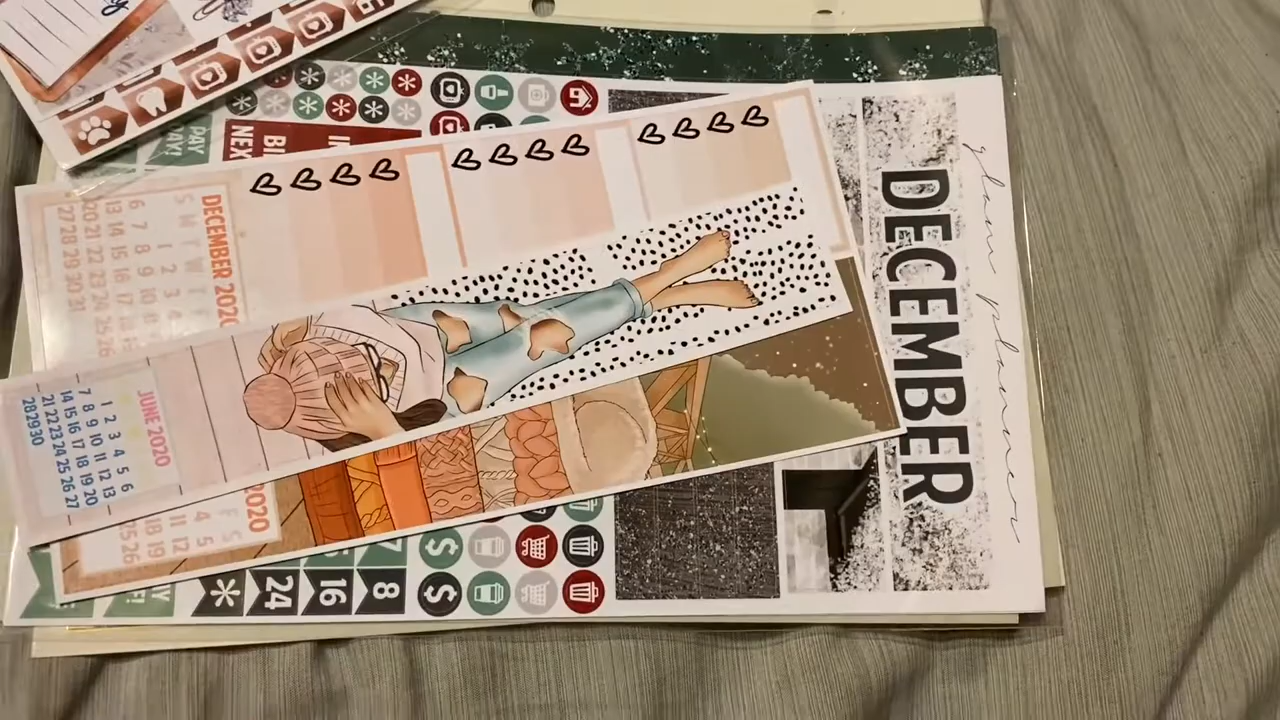 DECEMBER
glam planner
DECEMBER 2020
S M T W T F S
1 2 3 4 5
6 7 8 9 10 11 12
13 14 15 16 17 18 19
20 21 22 23 24 25 26
27 28 29 30 31
JUNE 2020
1 2 3 4 5 6
7 8 9 10 11 12 13
14 15 16 17 18 19 20
21 22 23 24 25 26 27
28 29 30
2020
PAY
DAY!
$
$
* 24 16 8
7